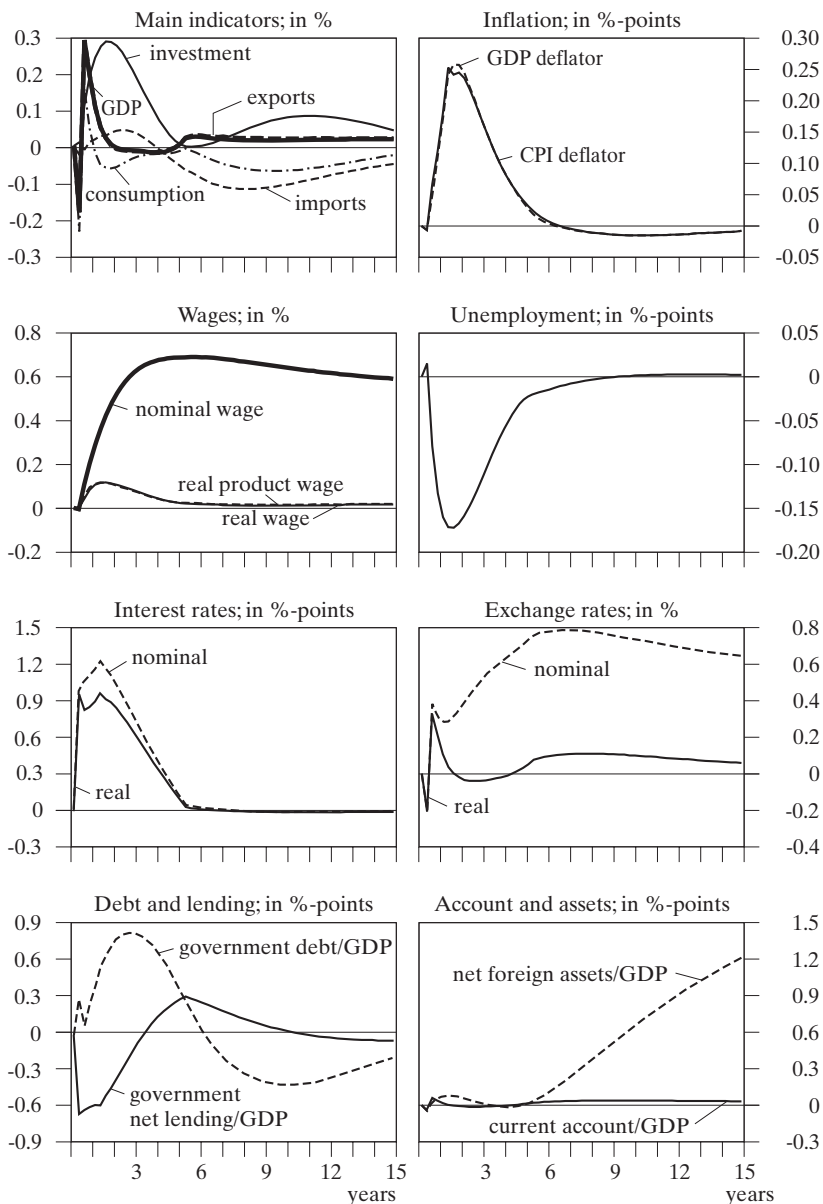 Main indicators; in %
0.3
0.2
0.1
0
-0.1
-0.2
-0.3
investment
GDP
exports
consumption
imports
Inflation; in %-points
0.30
0.25
0.20
0.15
0.10
0.05
0
-0.05
GDP deflator
CPI deflator
Wages; in %
0.8
0.6
0.4
0.2
0
-0.2
nominal wage
real product wage
real wage
Unemployment; in %-points
0.05
0
-0.05
-0.10
-0.15
-0.20
Interest rates; in %-points
1.5
1.2
0.9
0.6
0.3
0
-0.3
nominal
real
Exchange rates; in %
0.8
0.6
0.4
0.2
0
-0.2
-0.4
nominal
real
Debt and lending; in %-points
0.9
0.6
0.3
0
-0.3
-0.6
-0.9
government debt/GDP
government
net lending/GDP
3 6 9 12 15
years
Account and assets; in %-points
1.5
1.2
0.9
0.6
0.3
0
-0.3
net foreign assets/GDP
current account/GDP
3 6 9 12 15
years